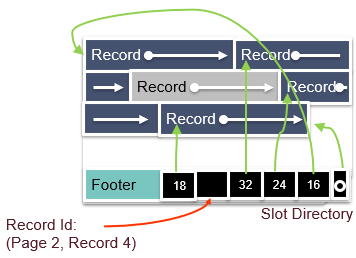 Record Record
Record Record
Record
Footer 18 32 24 16
Slot Directory
Record Id:
(Page 2, Record 4)